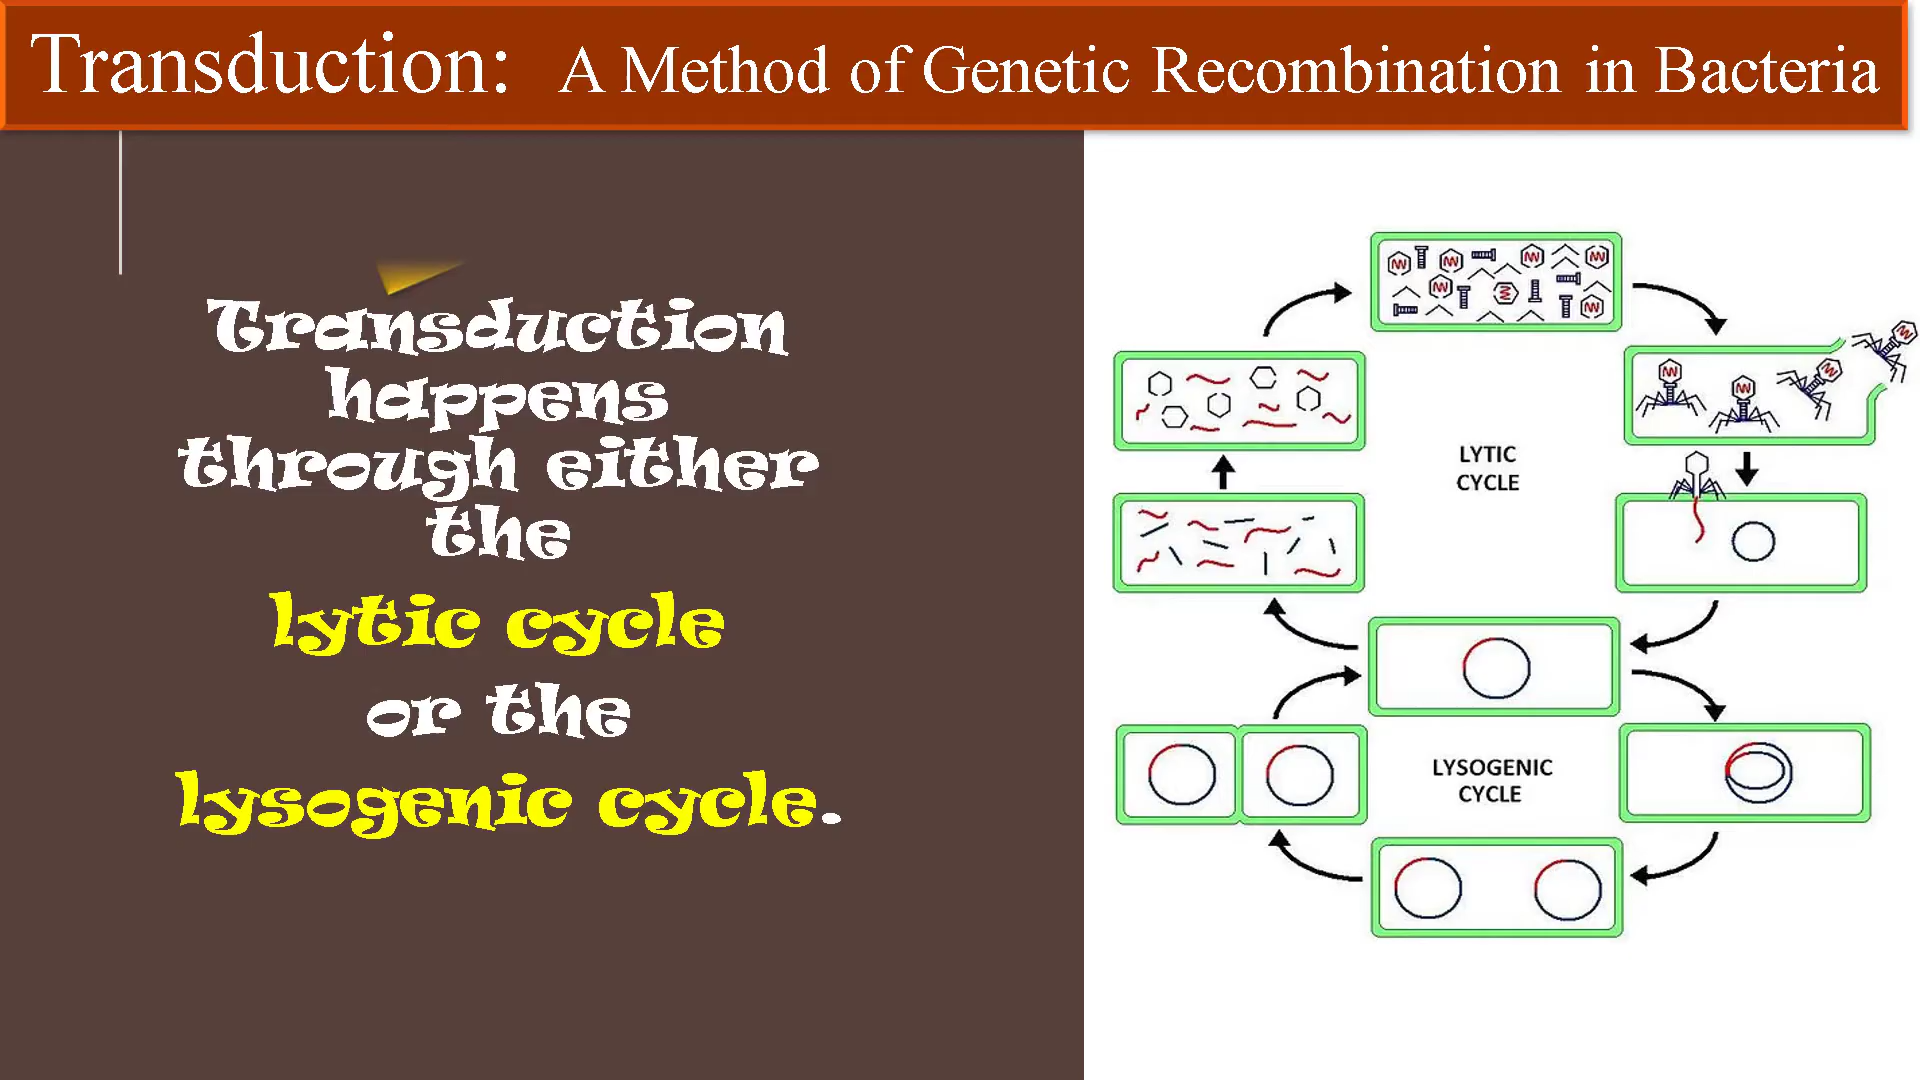 Transduction: A Method of Genetic Recombination in Bacteria
Transduction
happens
through either
the
lytic cycle
or the
lysogenic cycle.
LYTIC
CYCLE
LYSOGENIC
CYCLE